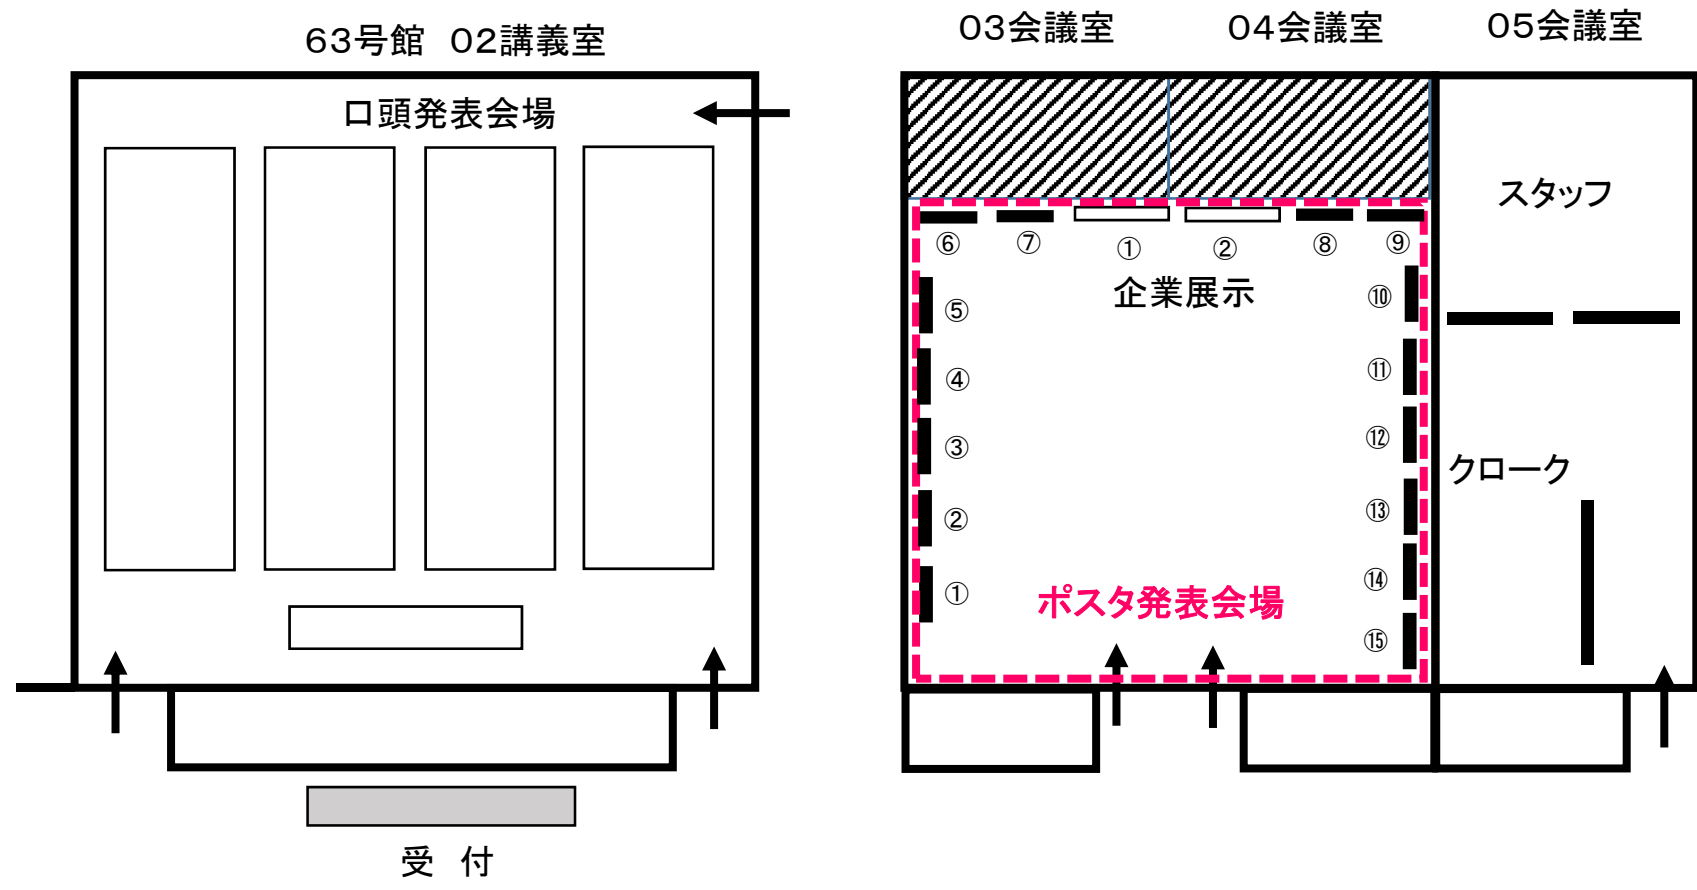 63号館　02講義室
口頭発表会場
受　付
03会議室
04会議室
05会議室
⑥ ⑦ ① ② ⑧ ⑨
企業展示
⑤
④
③
②
①
⑩
⑪
⑫
⑬
⑭
⑮
ポスタ発表会場
スタッフ
クローク